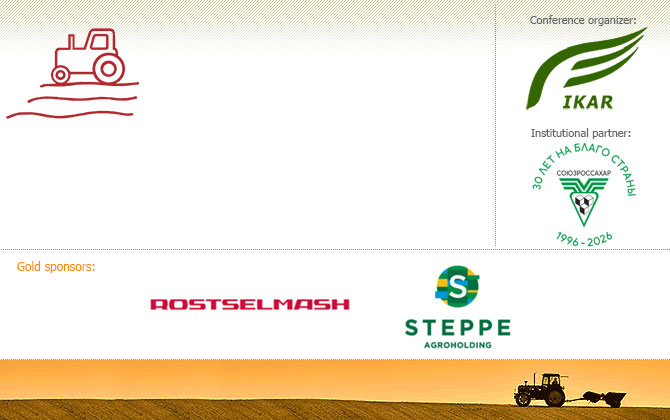 Conference organizer:
IKAR
Institutional partner:
30 ЛЕТ НА БЛАГО СТРАНЫ
СОЮЗРОССАХАР
1996-2026
Gold sponsors:
ROSTSELMASH
S
STEPPE
AGROHOLDING